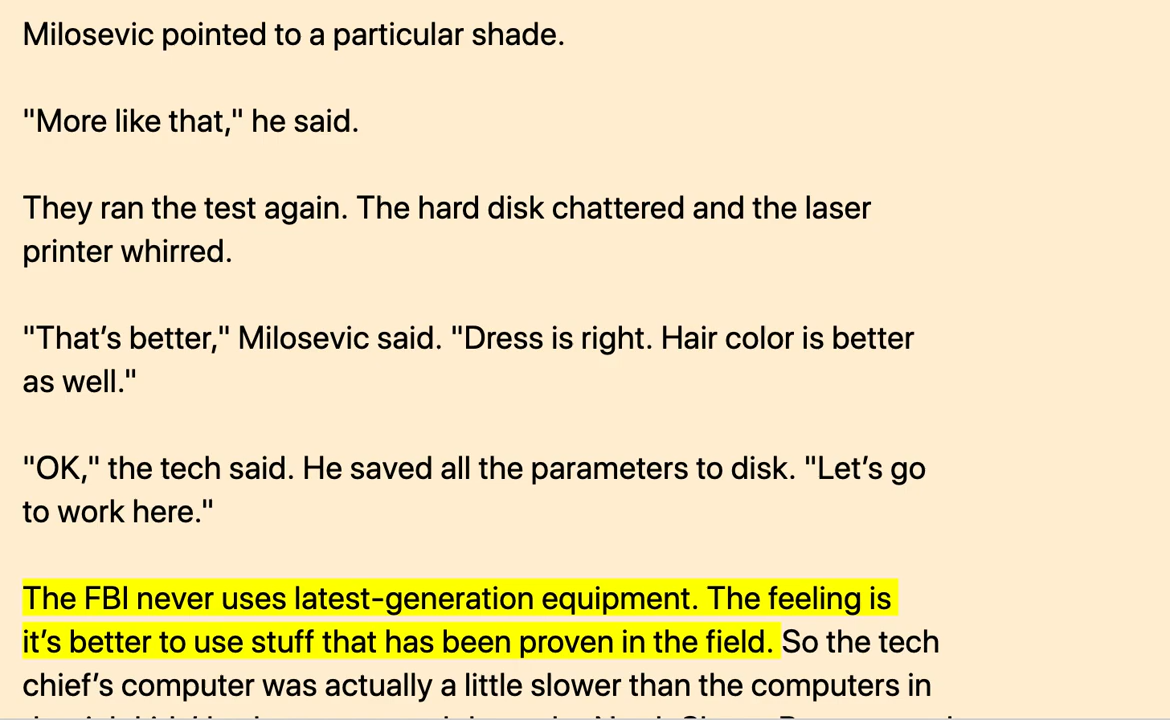 Milosevic pointed to a particular shade.
"More like that," he said.
They ran the test again. The hard disk chattered and the laser
printer whirred.
"That’s better," Milosevic said. "Dress is right. Hair color is better
as well."
"OK," the tech said. He saved all the parameters to disk. "Let’s go
to work here."
The FBI never uses latest-generation equipment. The feeling is
it’s better to use stuff that has been proven in the field. So the tech
chief’s computer was actually a little slower than the computers in